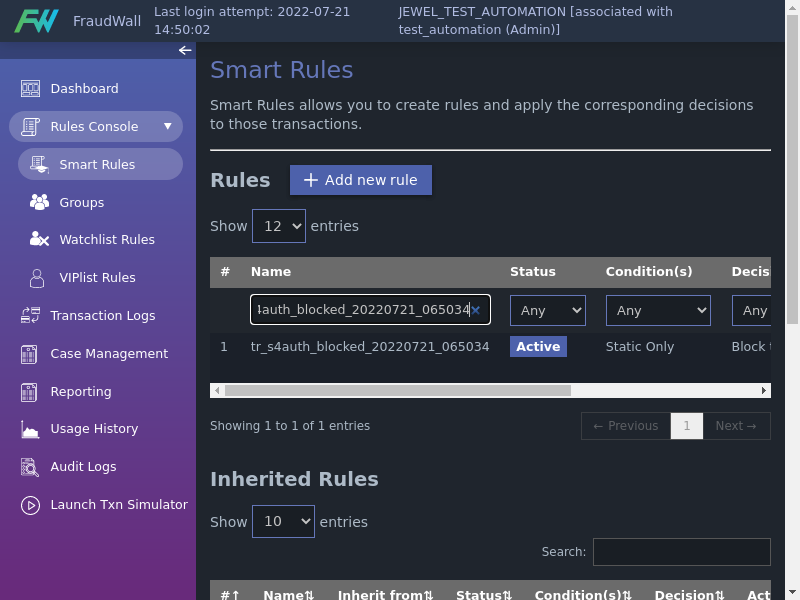 FraudWall
Last login attempt: 2022-07-21
14:50:02
JEWEL_TEST_AUTOMATION [associated with
test_automation (Admin)]
Dashboard
Rules Console
Smart Rules
Groups
Watchlist Rules
VIPlist Rules
Transaction Logs
Case Management
Reporting
Usage History
Audit Logs
Launch Txn Simulator
Smart Rules
Smart Rules allows you to create rules and apply the corresponding decisions
to those transactions.
Rules
+ Add new rule
Show 12 entries
# Name Status Condition(s) Decis
4auth_blocked_20220721_065034 × Any Any Any
1 tr_s4auth_blocked_20220721_065034 Active Static Only Block
Showing 1 to 1 of 1 entries
← Previous 1 Next →
Inherited Rules
Show 10 entries
Search:
#↑ Name⇅ Inherit from⇅ Status⇅ Condition(s)⇅ Decision⇅ Act